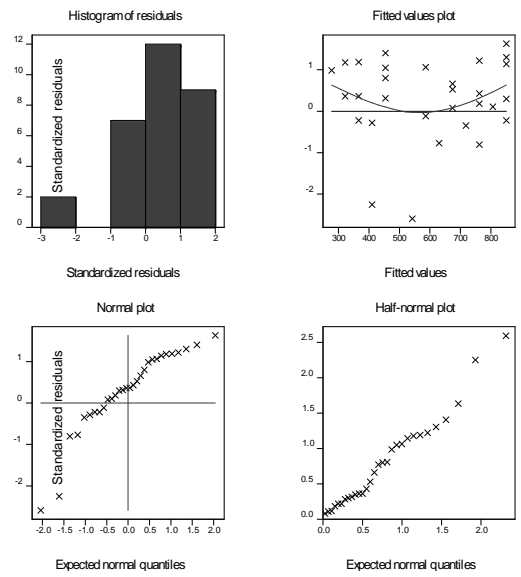 Histogram of residuals
12
10
8
6
4
2
0
Standardized residuals
-3 -2 -1 0 1 2
Standardized residuals
Fitted values plot
1
0
-1
-2
300 400 500 600 700 800
Fitted values
Normal plot
1
0
-1
-2
Standardized residuals
-2.0 -1.5 -1.0 -0.5 0.0 0.5 1.0 1.5 2.0
Expected normal quantiles
Half-normal plot
2.5
2.0
1.5
1.0
0.5
0.0
0.0 0.5 1.0 1.5 2.0
Expected normal quantiles